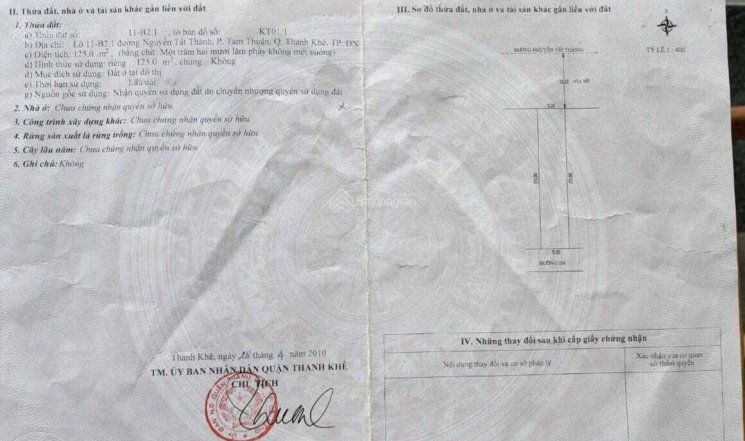 II. Thửa đất, nhà ở và tài sản khác gắn liền với đất
1. Thửa đất:
a) Thửa đất số: 11-B2.1 , tờ bản đồ số: KT01/1
b) Địa chỉ: Lô 11-B2.1 đường Nguyễn Tất Thành, P. Tam Thuận, Q. Thanh Khê, TP. ĐN
c) Diện tích: 125.0 m², (bằng chữ: Một trăm hai mươi lăm phẩy không mét vuông)
d) Hình thức sử dụng: riêng 125.0 m², chung Không
đ) Mục đích sử dụng: Đất ở tại đô thị
e) Thời hạn sử dụng: Lâu dài
g) Nguồn gốc sử dụng: Nhận quyền sử dụng đất do chuyển nhượng quyền sử dụng đất
2. Nhà ở: Chưa chứng nhận quyền sở hữu
3. Công trình xây dựng khác: Chưa chứng nhận quyền sở hữu.
4. Rừng sản xuất là rừng trồng: Chưa chứng nhận quyền sở hữu.
5. Cây lâu năm: Chưa chứng nhận quyền sở hữu
6. Ghi chú: Không
Batdongsan
Thanh Khê, ngày 28 tháng 4 năm 2010
TM. ỦY BAN NHÂN DÂN QUẬN THANH KHÊ
CHỦ TỊCH
III. Sơ đồ thửa đất, nhà ở và tài sản khác gắn liền với đất
TỶ LỆ 1 : 400
ĐƯỜNG NGUYỄN TẤT THÀNH
VỈA HÈ
5.00
25.00
25.00
5.00
ĐƯỜNG 5M
IV. Những thay đổi sau khi cấp giấy chứng nhận
Nội dung thay đổi và cơ sở pháp lý
Xác nhận của cơ quan
có thẩm quyền